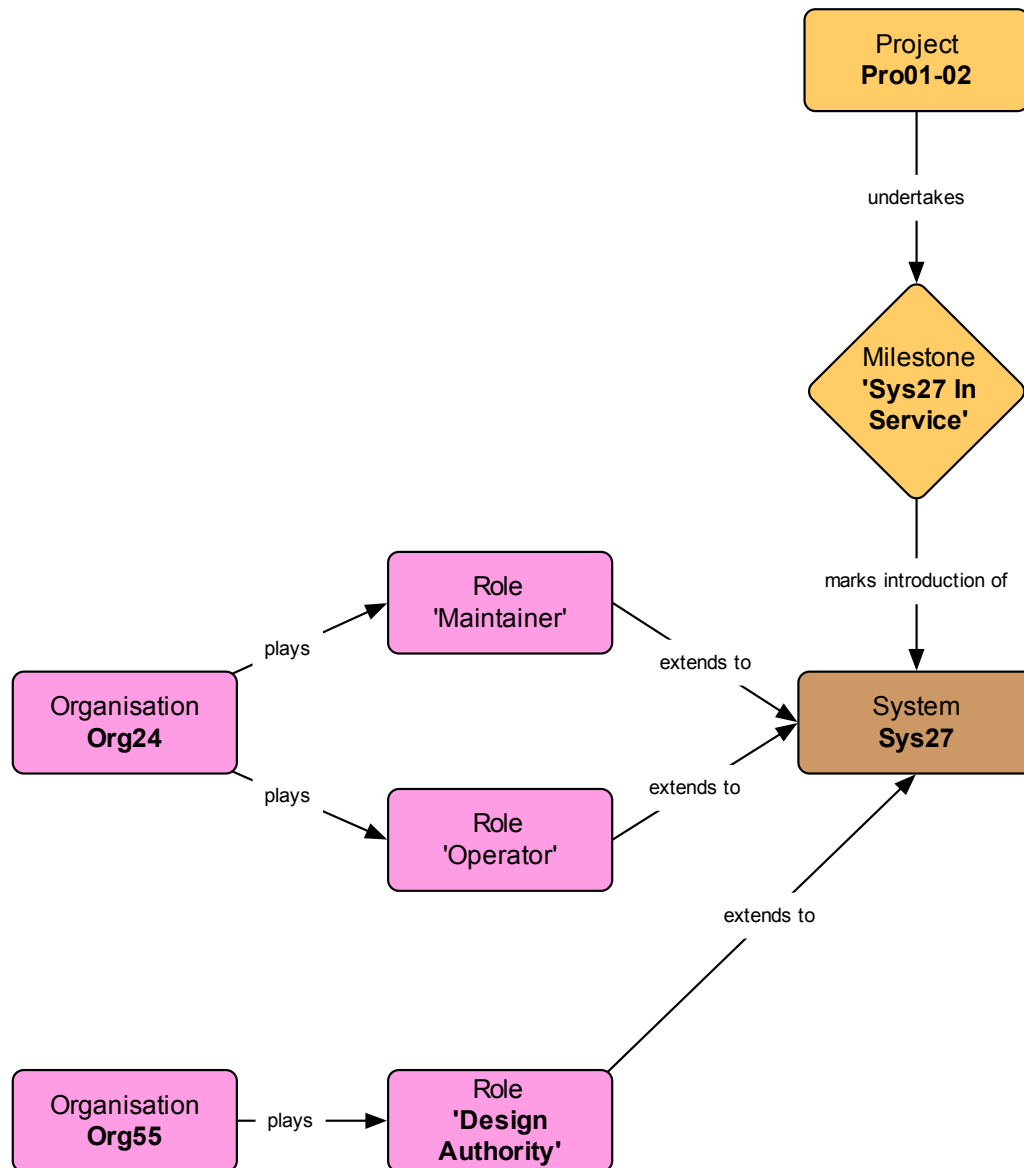 Project
Pro01-02
undertakes
Milestone
'Sys27 In
Service'
marks introduction of
Role
'Maintainer'
plays
extends to
Organisation
Org24
System
Sys27
plays
extends to
Role
'Operator'
extends to
Organisation
Org55
plays
Role
'Design
Authority'